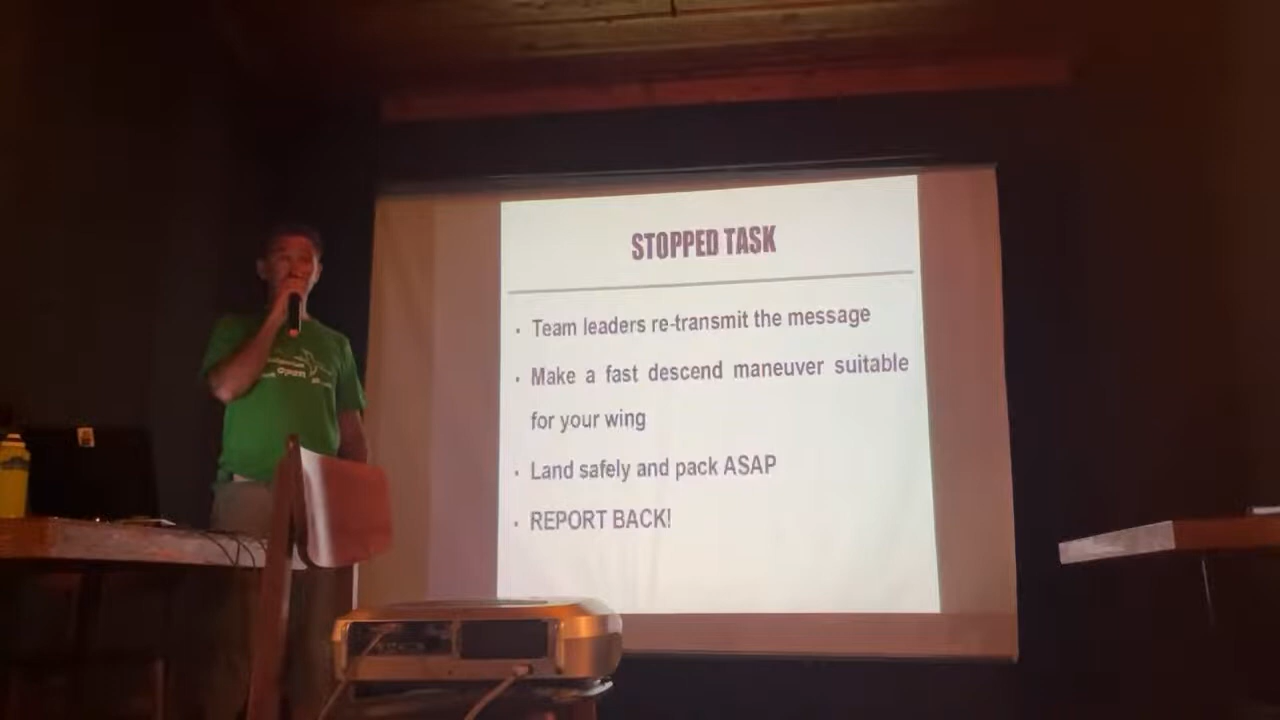 STOPPED TASK
• Team leaders re-transmit the message
• Make a fast descend maneuver suitable
for your wing
• Land safely and pack ASAP
• REPORT BACK!
open